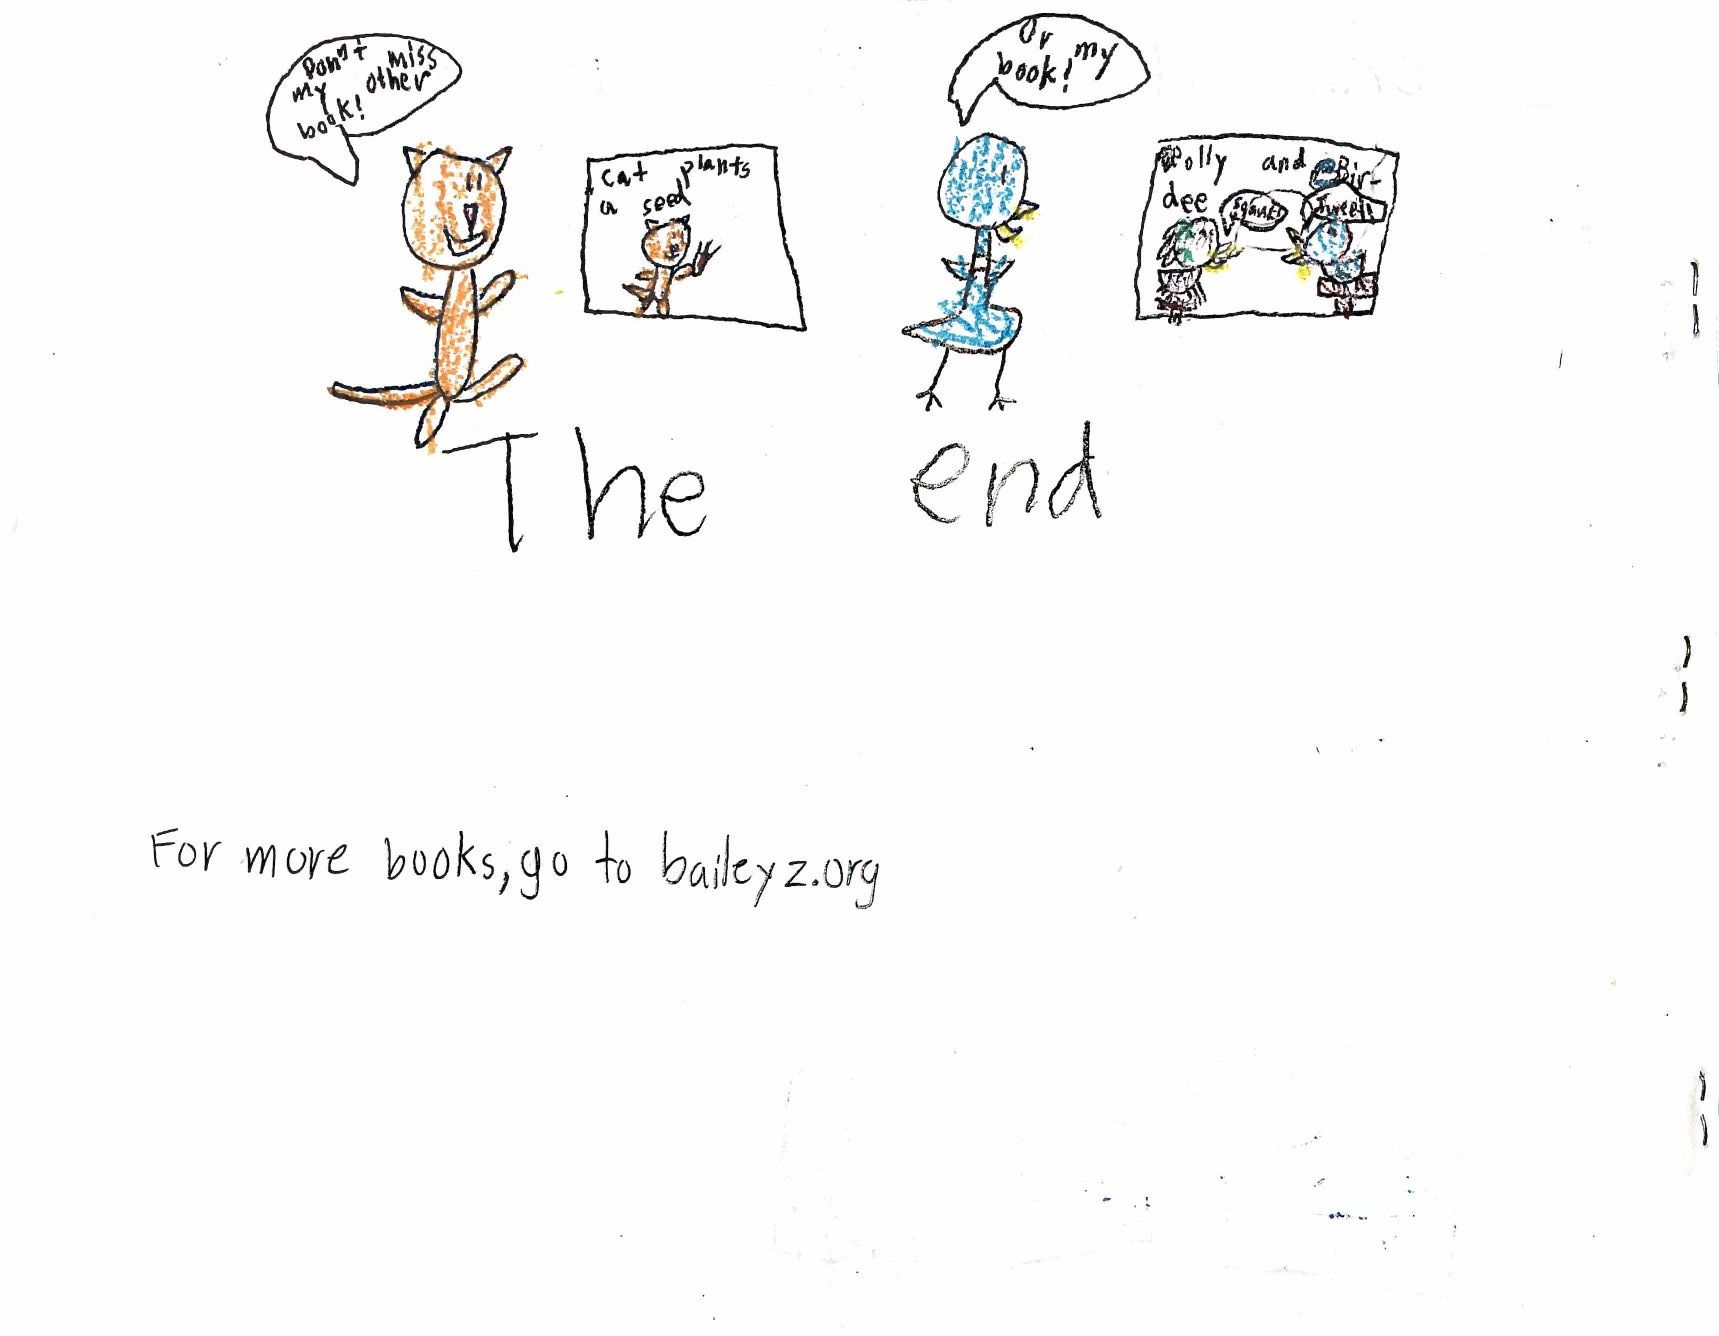 Don't miss
my other
book!
Or my
book!
cat plants
a seed
Polly and Bir-
dee
Squawk
Tweet
The end
For more books, go to baileyz.org